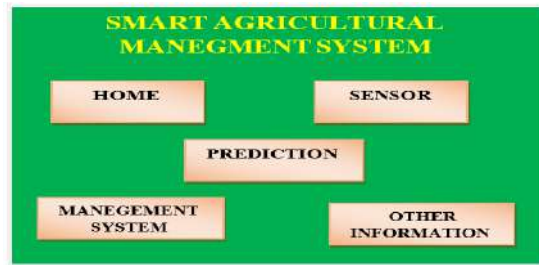 SMART AGRICULTURAL
MANEGMENT SYSTEM
HOME
SENSOR
PREDICTION
MANEGEMENT
SYSTEM
OTHER
INFORMATION